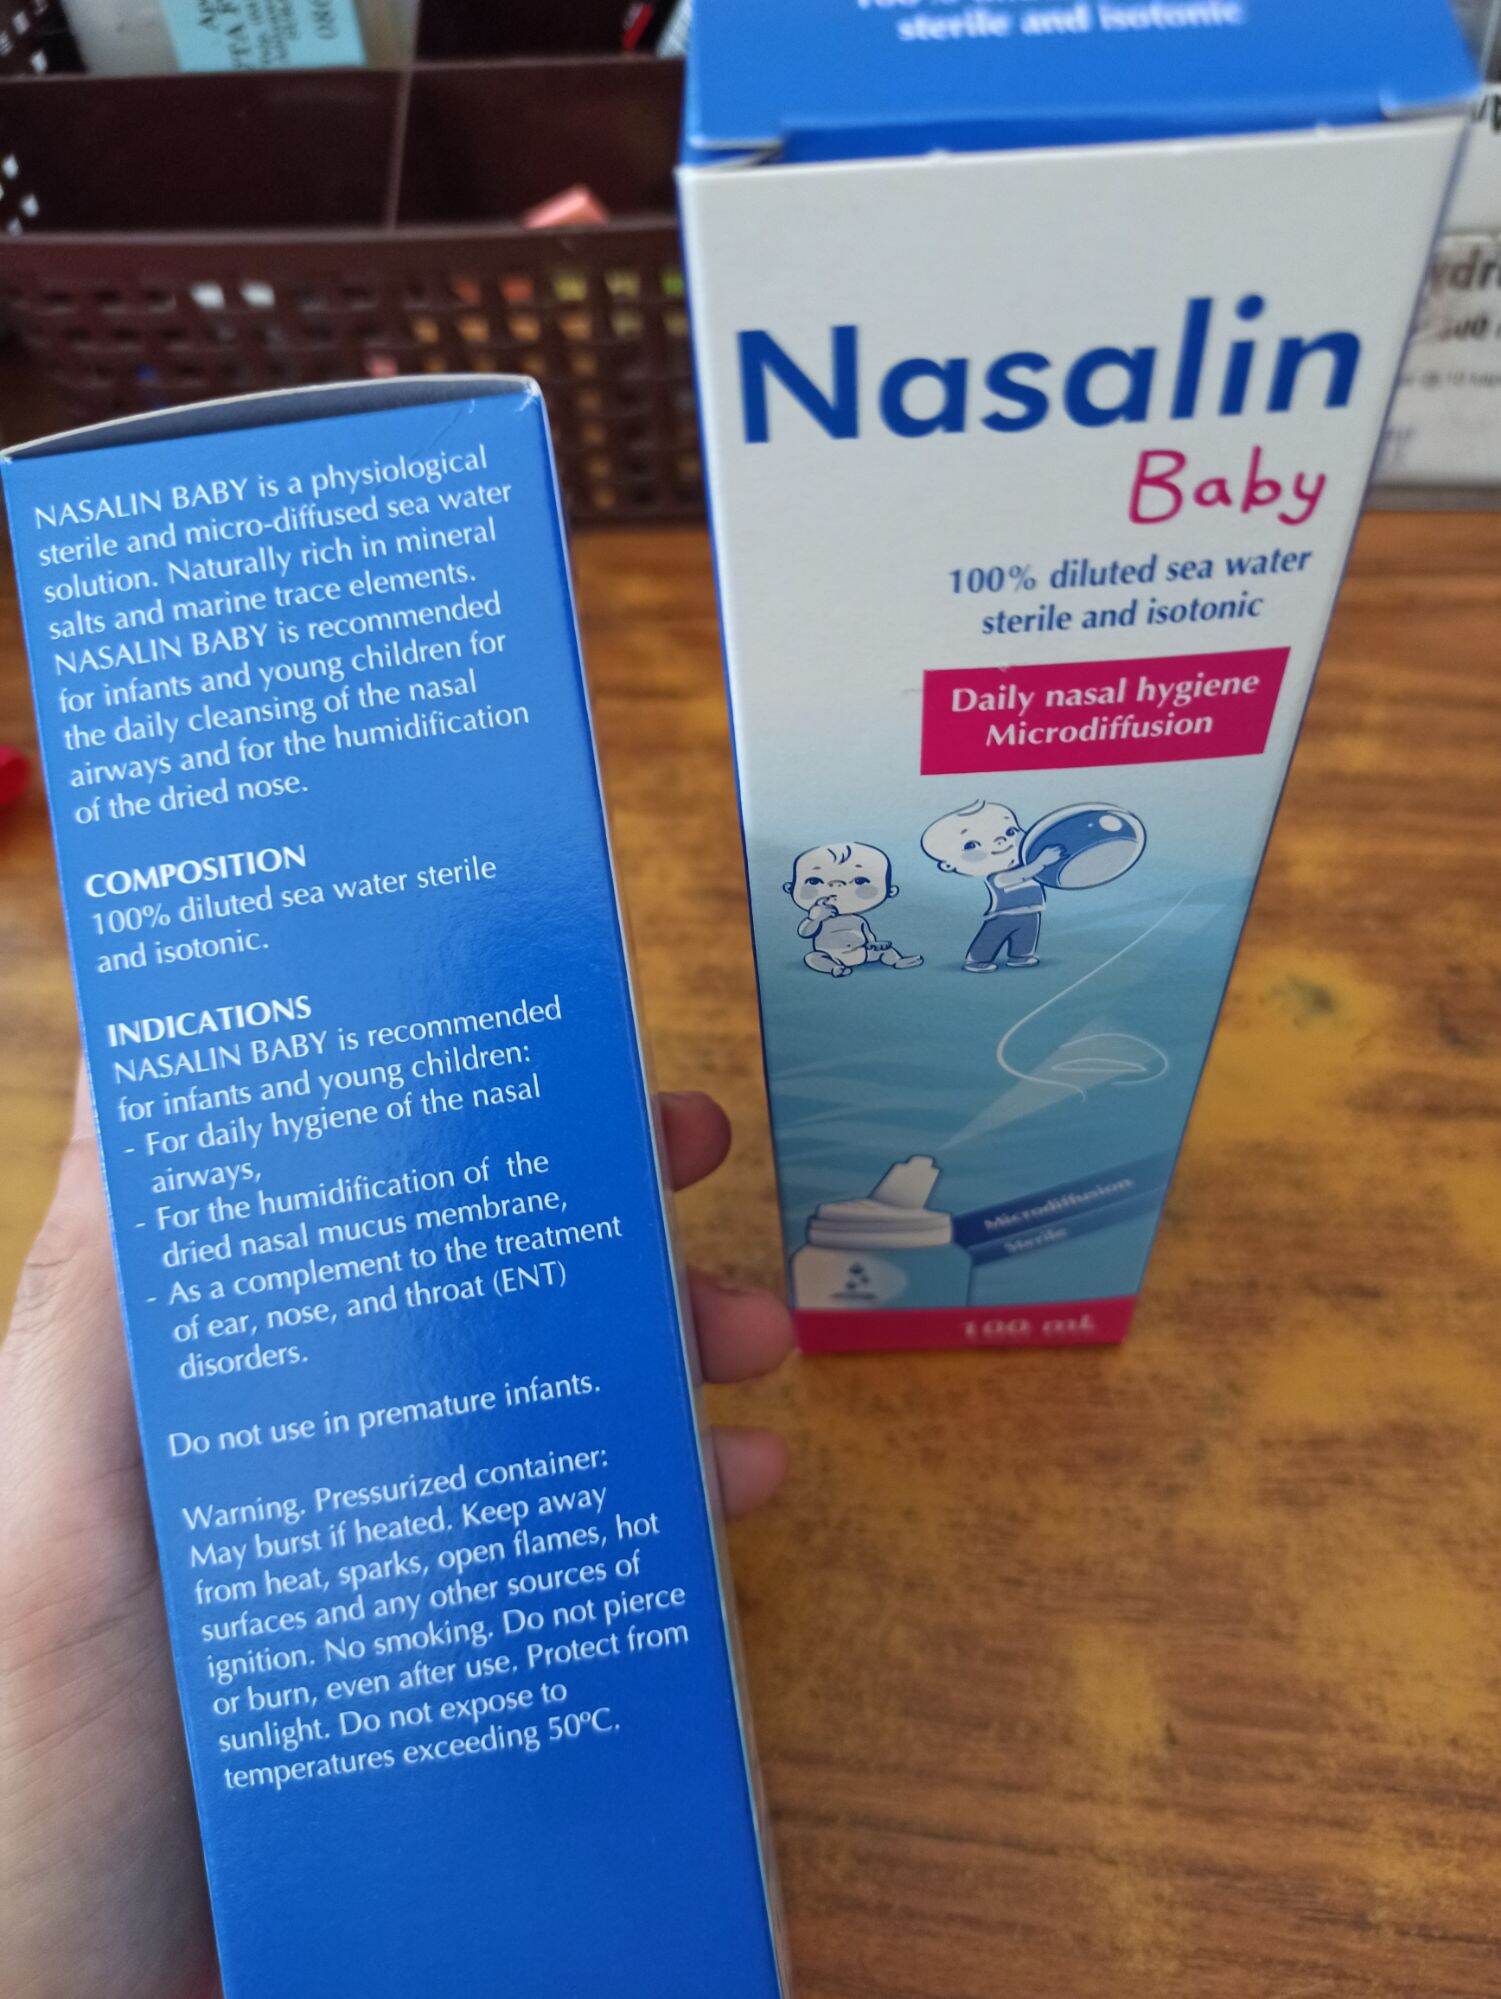 NASALIN BABY is a physiological
sterile and micro-diffused sea water
solution. Naturally rich in mineral
salts and marine trace elements.
NASALIN BABY is recommended
for infants and young children for
the daily cleansing of the nasal
airways and for the humidification
of the dried nose.
COMPOSITION
100% diluted sea water sterile
and isotonic.
INDICATIONS
NASALIN BABY is recommended
for infants and young children:
- For daily hygiene of the nasal
airways,
- For the humidification of the
dried nasal mucus membrane,
- As a complement to the treatment
of ear, nose, and throat (ENT)
disorders.
Do not use in premature infants.
Warning. Pressurized container:
May burst if heated. Keep away
from heat, sparks, open flames, hot
surfaces and any other sources of
ignition. No smoking. Do not pierce
or burn, even after use. Protect from
sunlight. Do not expose to
temperatures exceeding 50°C.
sterile and isotonic
Nasalin
Baby
100% diluted sea water
sterile and isotonic
Daily nasal hygiene
Microdiffusion
Microdiffusion
Sterile
100 mL